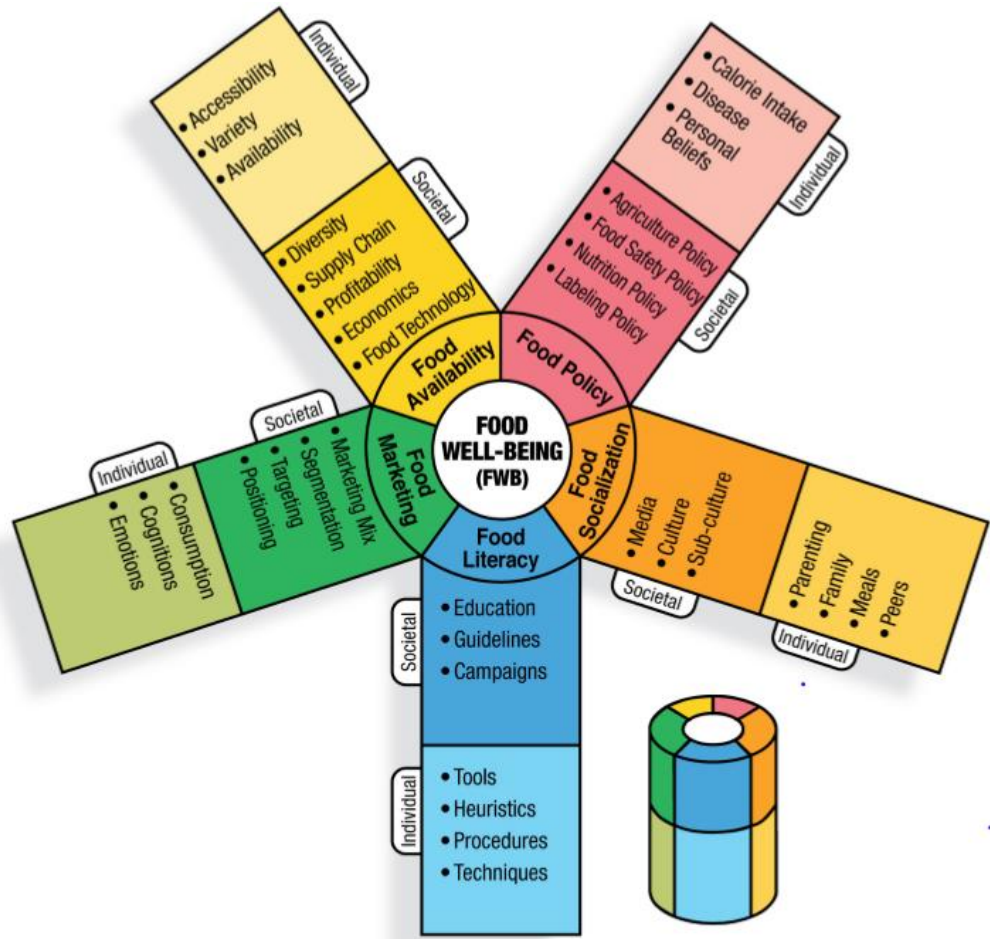 FOOD
WELL-BEING
(FWB)
Food
Availability
Societal
• Diversity
• Supply Chain
• Profitability
• Economics
• Food Technology
Individual
• Accessibility
• Variety
• Availability
Food Policy
Societal
• Agriculture Policy
• Food Safety Policy
• Nutrition Policy
• Labeling Policy
Individual
• Calorie Intake
• Disease
• Personal
Beliefs
Food
Socialization
Societal
• Media
• Culture
• Sub-culture
Individual
• Parenting
• Family
• Meals
• Peers
Food
Literacy
Societal
• Education
• Guidelines
• Campaigns
Individual
• Tools
• Heuristics
• Procedures
• Techniques
Food
Marketing
Societal
• Marketing Mix
• Segmentation
• Targeting
• Positioning
Individual
• Consumption
• Cognitions
• Emotions